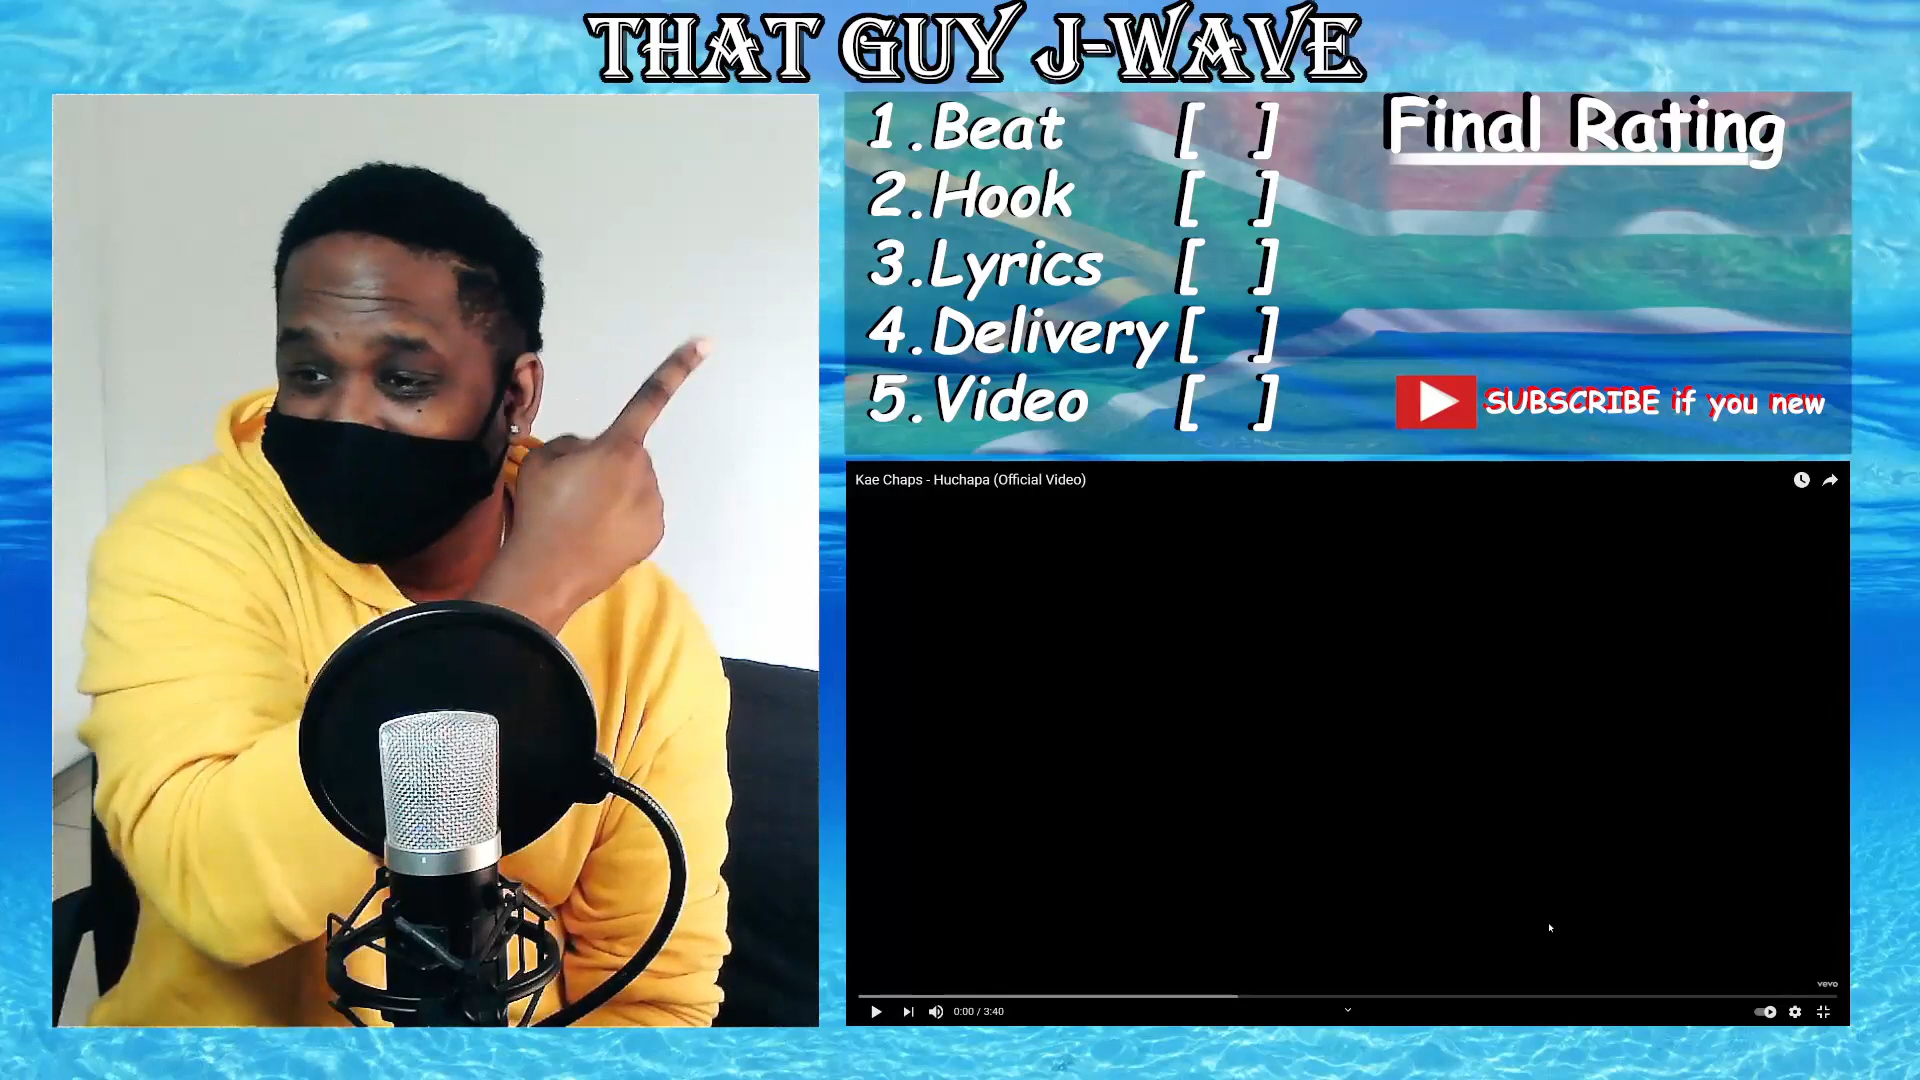 THAT GUY J-WAVE
1.Beat [ ]
2.Hook [ ]
3.Lyrics [ ]
4.Delivery [ ]
5.Video [ ]
Final Rating
SUBSCRIBE if you new
Kae Chaps - Huchapa (Official Video)
vevo
0:00 / 3:40